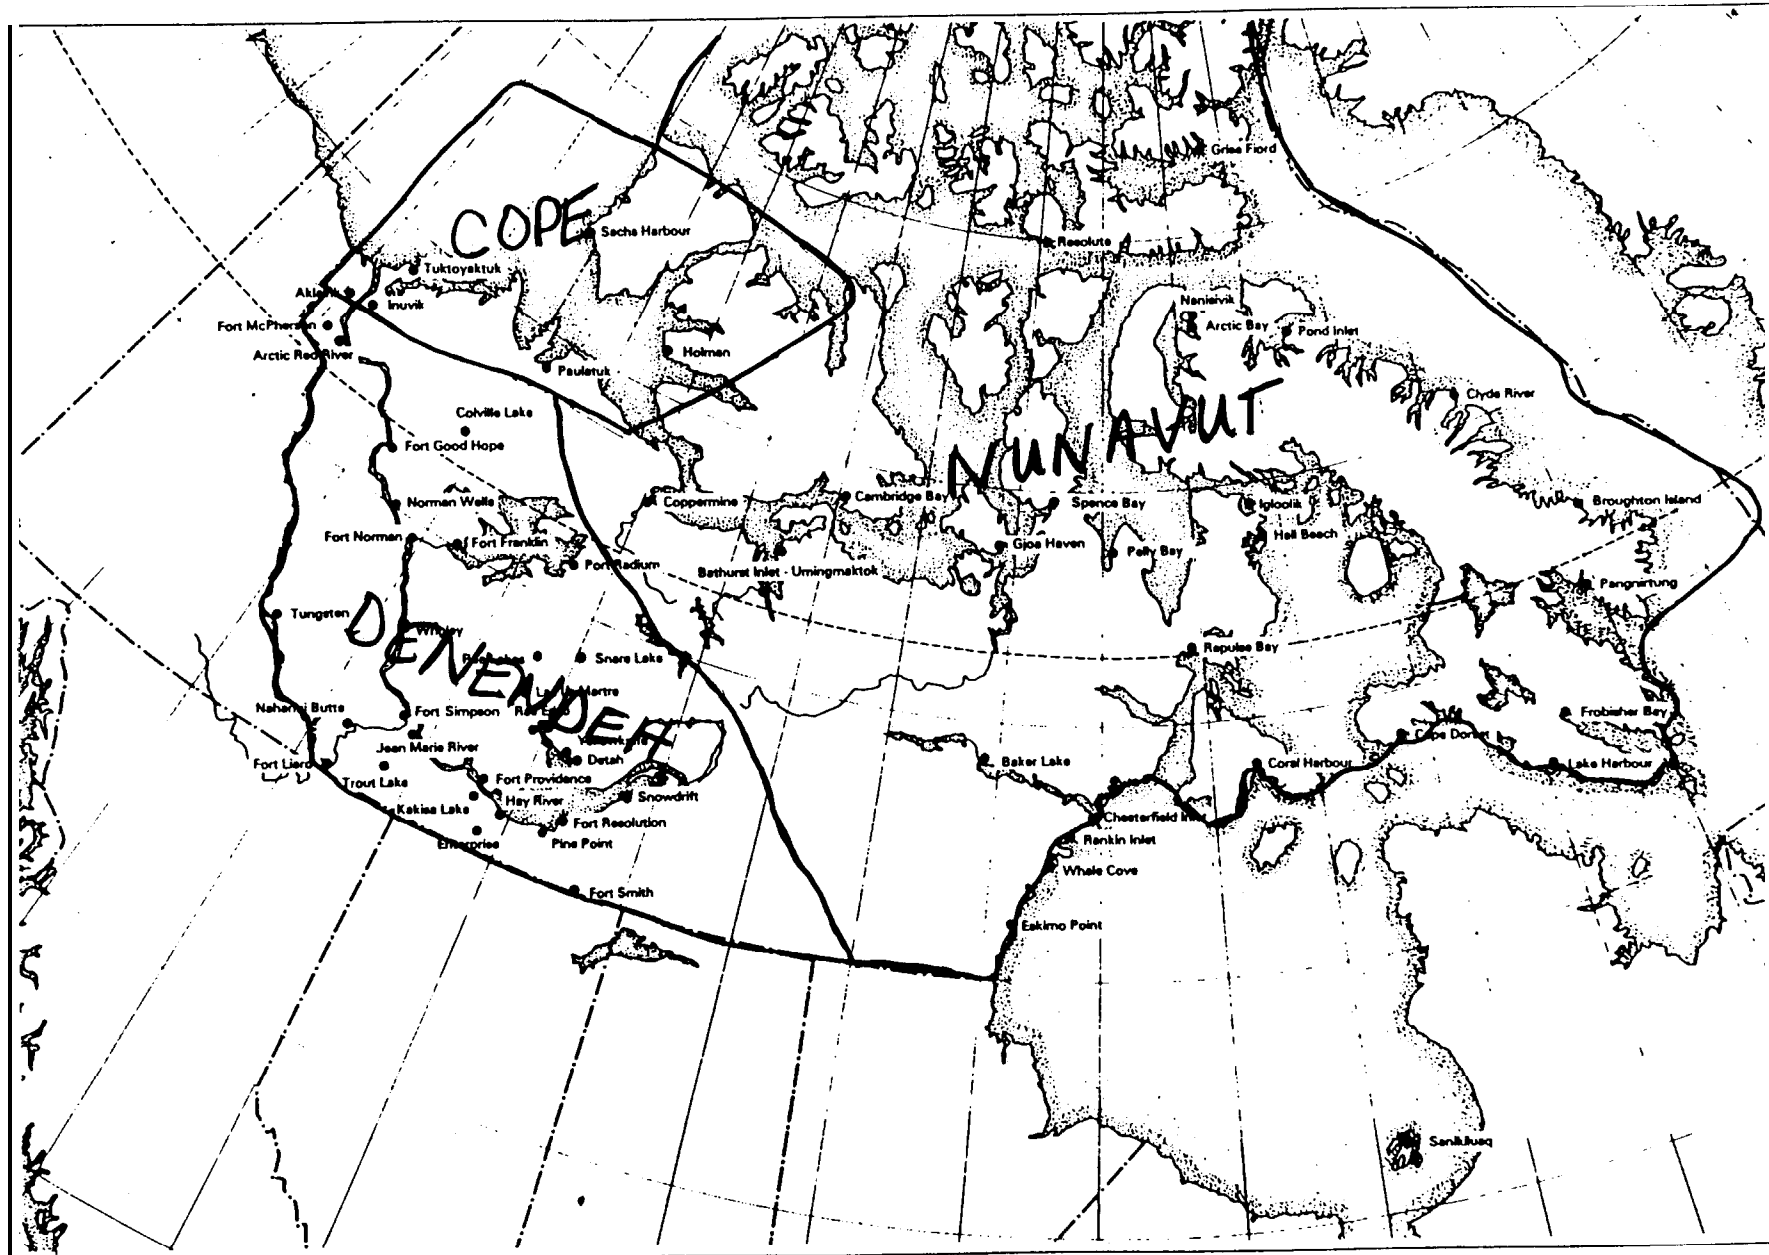 Grise Fiord
COPE
Sachs Harbour
Resolute
Tuktoyaktuk
Inuvik
Nanisivik
Fort McPherson
Arctic Bay
Pond Inlet
Arctic Red River
Holman
Paulatuk
Clyde River
Colville Lake
NUNAVUT
Fort Good Hope
Norman Wells
Coppermine
Cambridge Bay
Spence Bay
Igloolik
Broughton Island
Fort Norman
Fort Franklin
Hall Beach
Gjoa Haven
Pelly Bay
Port Radium
Bathurst Inlet - Umingmaktok
Pangnirtung
Tungsten
DENENDEH
Wrigley
Snare Lake
Repulse Bay
Nahanni Butte
Fort Simpson
Frobisher Bay
Cape Dorset
Jean Marie River
Detah
Fort Liard
Baker Lake
Coral Harbour
Lake Harbour
Trout Lake
Fort Providence
Kakisa Lake
Hay River
Snowdrift
Chesterfield Inlet
Fort Resolution
Enterprise
Pine Point
Rankin Inlet
Whale Cove
Fort Smith
Eskimo Point
Sanikiluaq